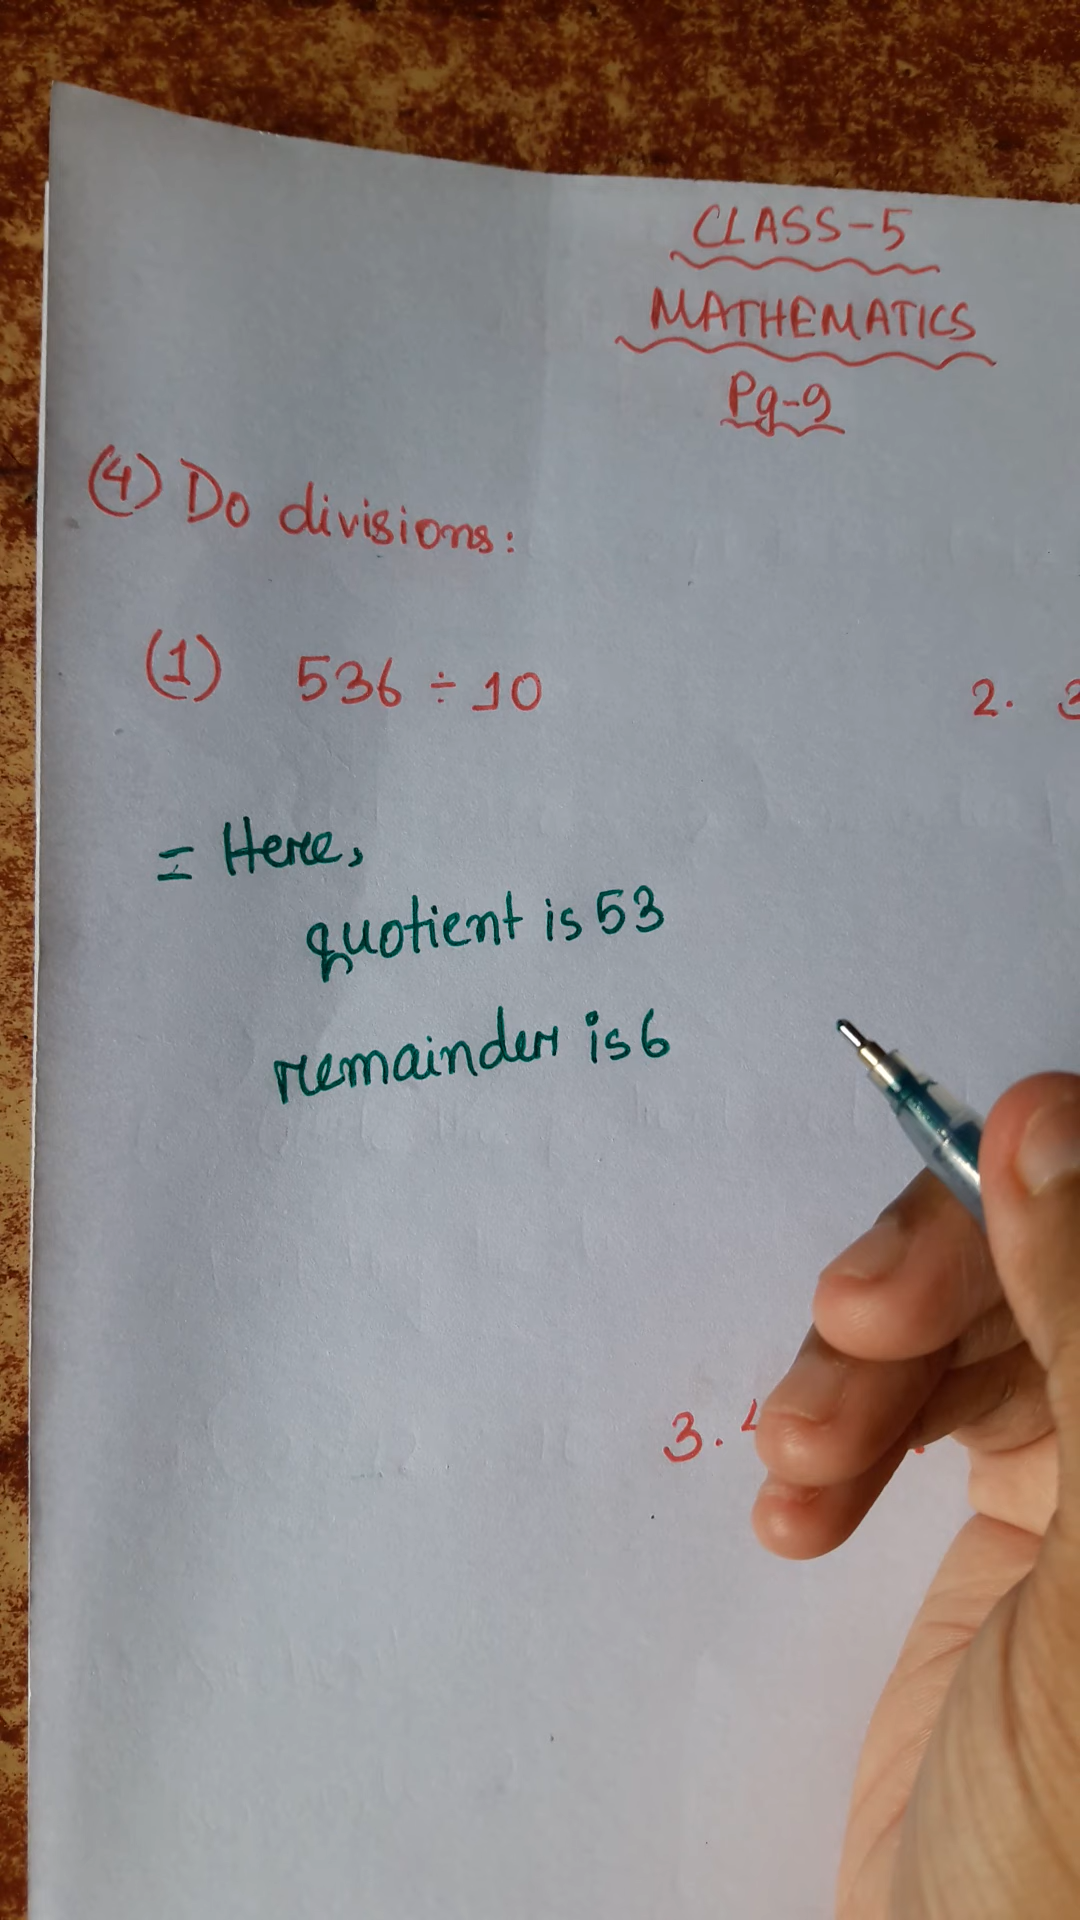 CLASS-5
MATHEMATICS
Pg-9
(4) Do divisions:
(1) 536 ÷ 10
2. 3
= Here,
quotient is 53
remainder is 6
3.